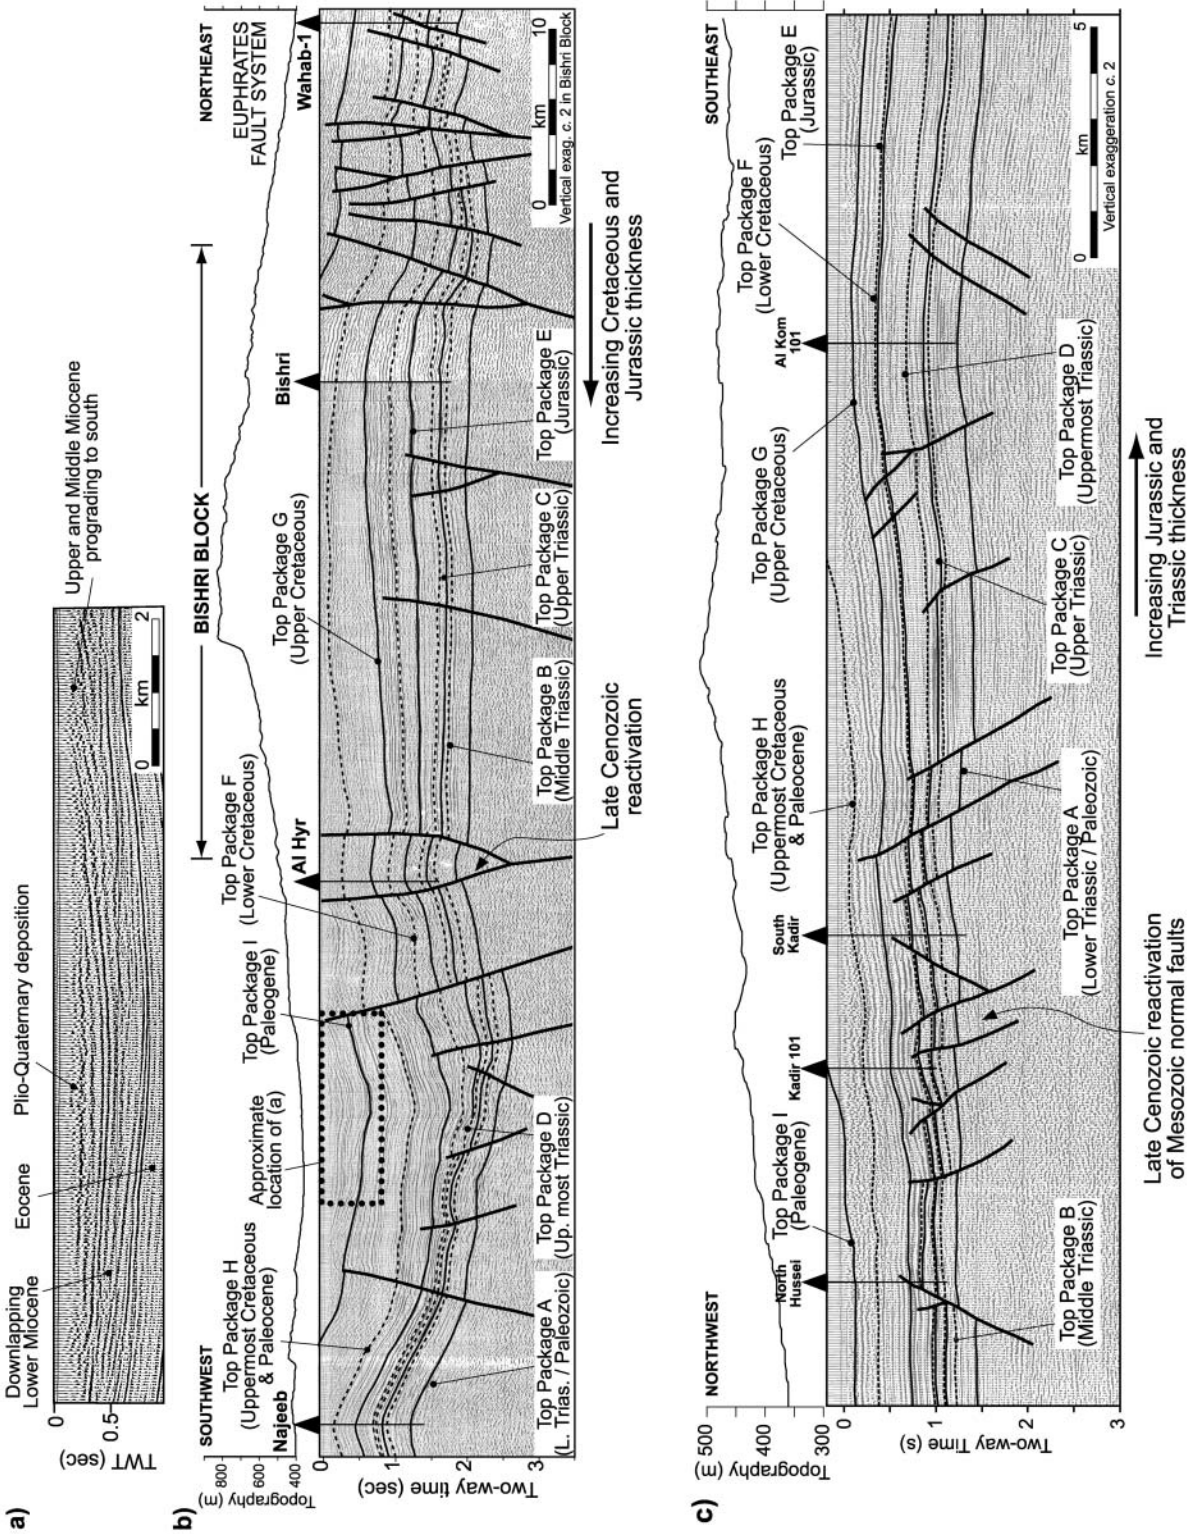 a)
Downlapping
Lower Miocene
Eocene
Plio-Quaternary deposition
Upper and Middle Miocene
prograding to south
0
0.5
TWT (sec)
0 km 2
b)
SOUTHWEST
BISHRI BLOCK
NORTHEAST
EUPHRATES
FAULT SYSTEM
Topography (m)
800
600
400
Najeeb
Al Hyr
Bishri
Wahab-1
Top Package H
(Uppermost Cretaceous
& Paleocene)
Approximate
location of (a)
Top Package I
(Paleogene)
Top Package F
(Lower Cretaceous)
Top Package G
(Upper Cretaceous)
0
1
2
3
Two-way time (sec)
Top Package A
(L. Trias. / Paleozoic)
Top Package D
(Up. most Triassic)
Top Package B
(Middle Triassic)
Top Package C
(Upper Triassic)
Top Package E
(Jurassic)
0 km 10
Vertical exag. c. 2 in Bishri Block
Late Cenozoic
reactivation
Increasing Cretaceous and
Jurassic thickness
c)
NORTHWEST
SOUTHEAST
500
400
300
Topography (m)
North
Hussel
Kadir 101
South
Kadir
Al Kom
101
Top Package I
(Paleogene)
Top Package H
(Uppermost Cretaceous
& Paleocene)
Top Package G
(Upper Cretaceous)
Top Package F
(Lower Cretaceous)
Top Package E
(Jurassic)
0
1
2
3
Two-way Time (s)
Top Package B
(Middle Triassic)
Top Package A
(Lower Triassic / Paleozoic)
Top Package C
(Upper Triassic)
Top Package D
(Uppermost Triassic)
0 km 5
Vertical exaggeration c. 2
Late Cenozoic reactivation
of Mesozoic normal faults
Increasing Jurassic and
Triassic thickness